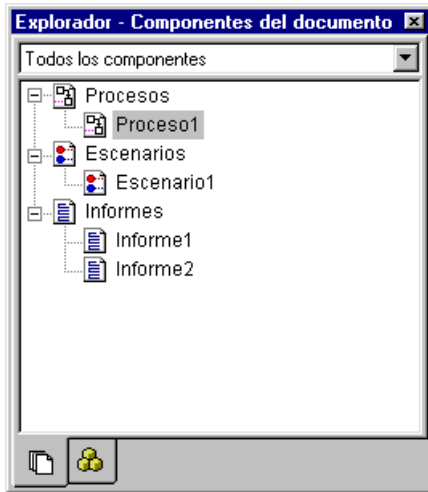 Explorador - Componentes del documento
Todos los componentes
Procesos
Proceso1
Escenarios
Escenario1
Informes
Informe1
Informe2